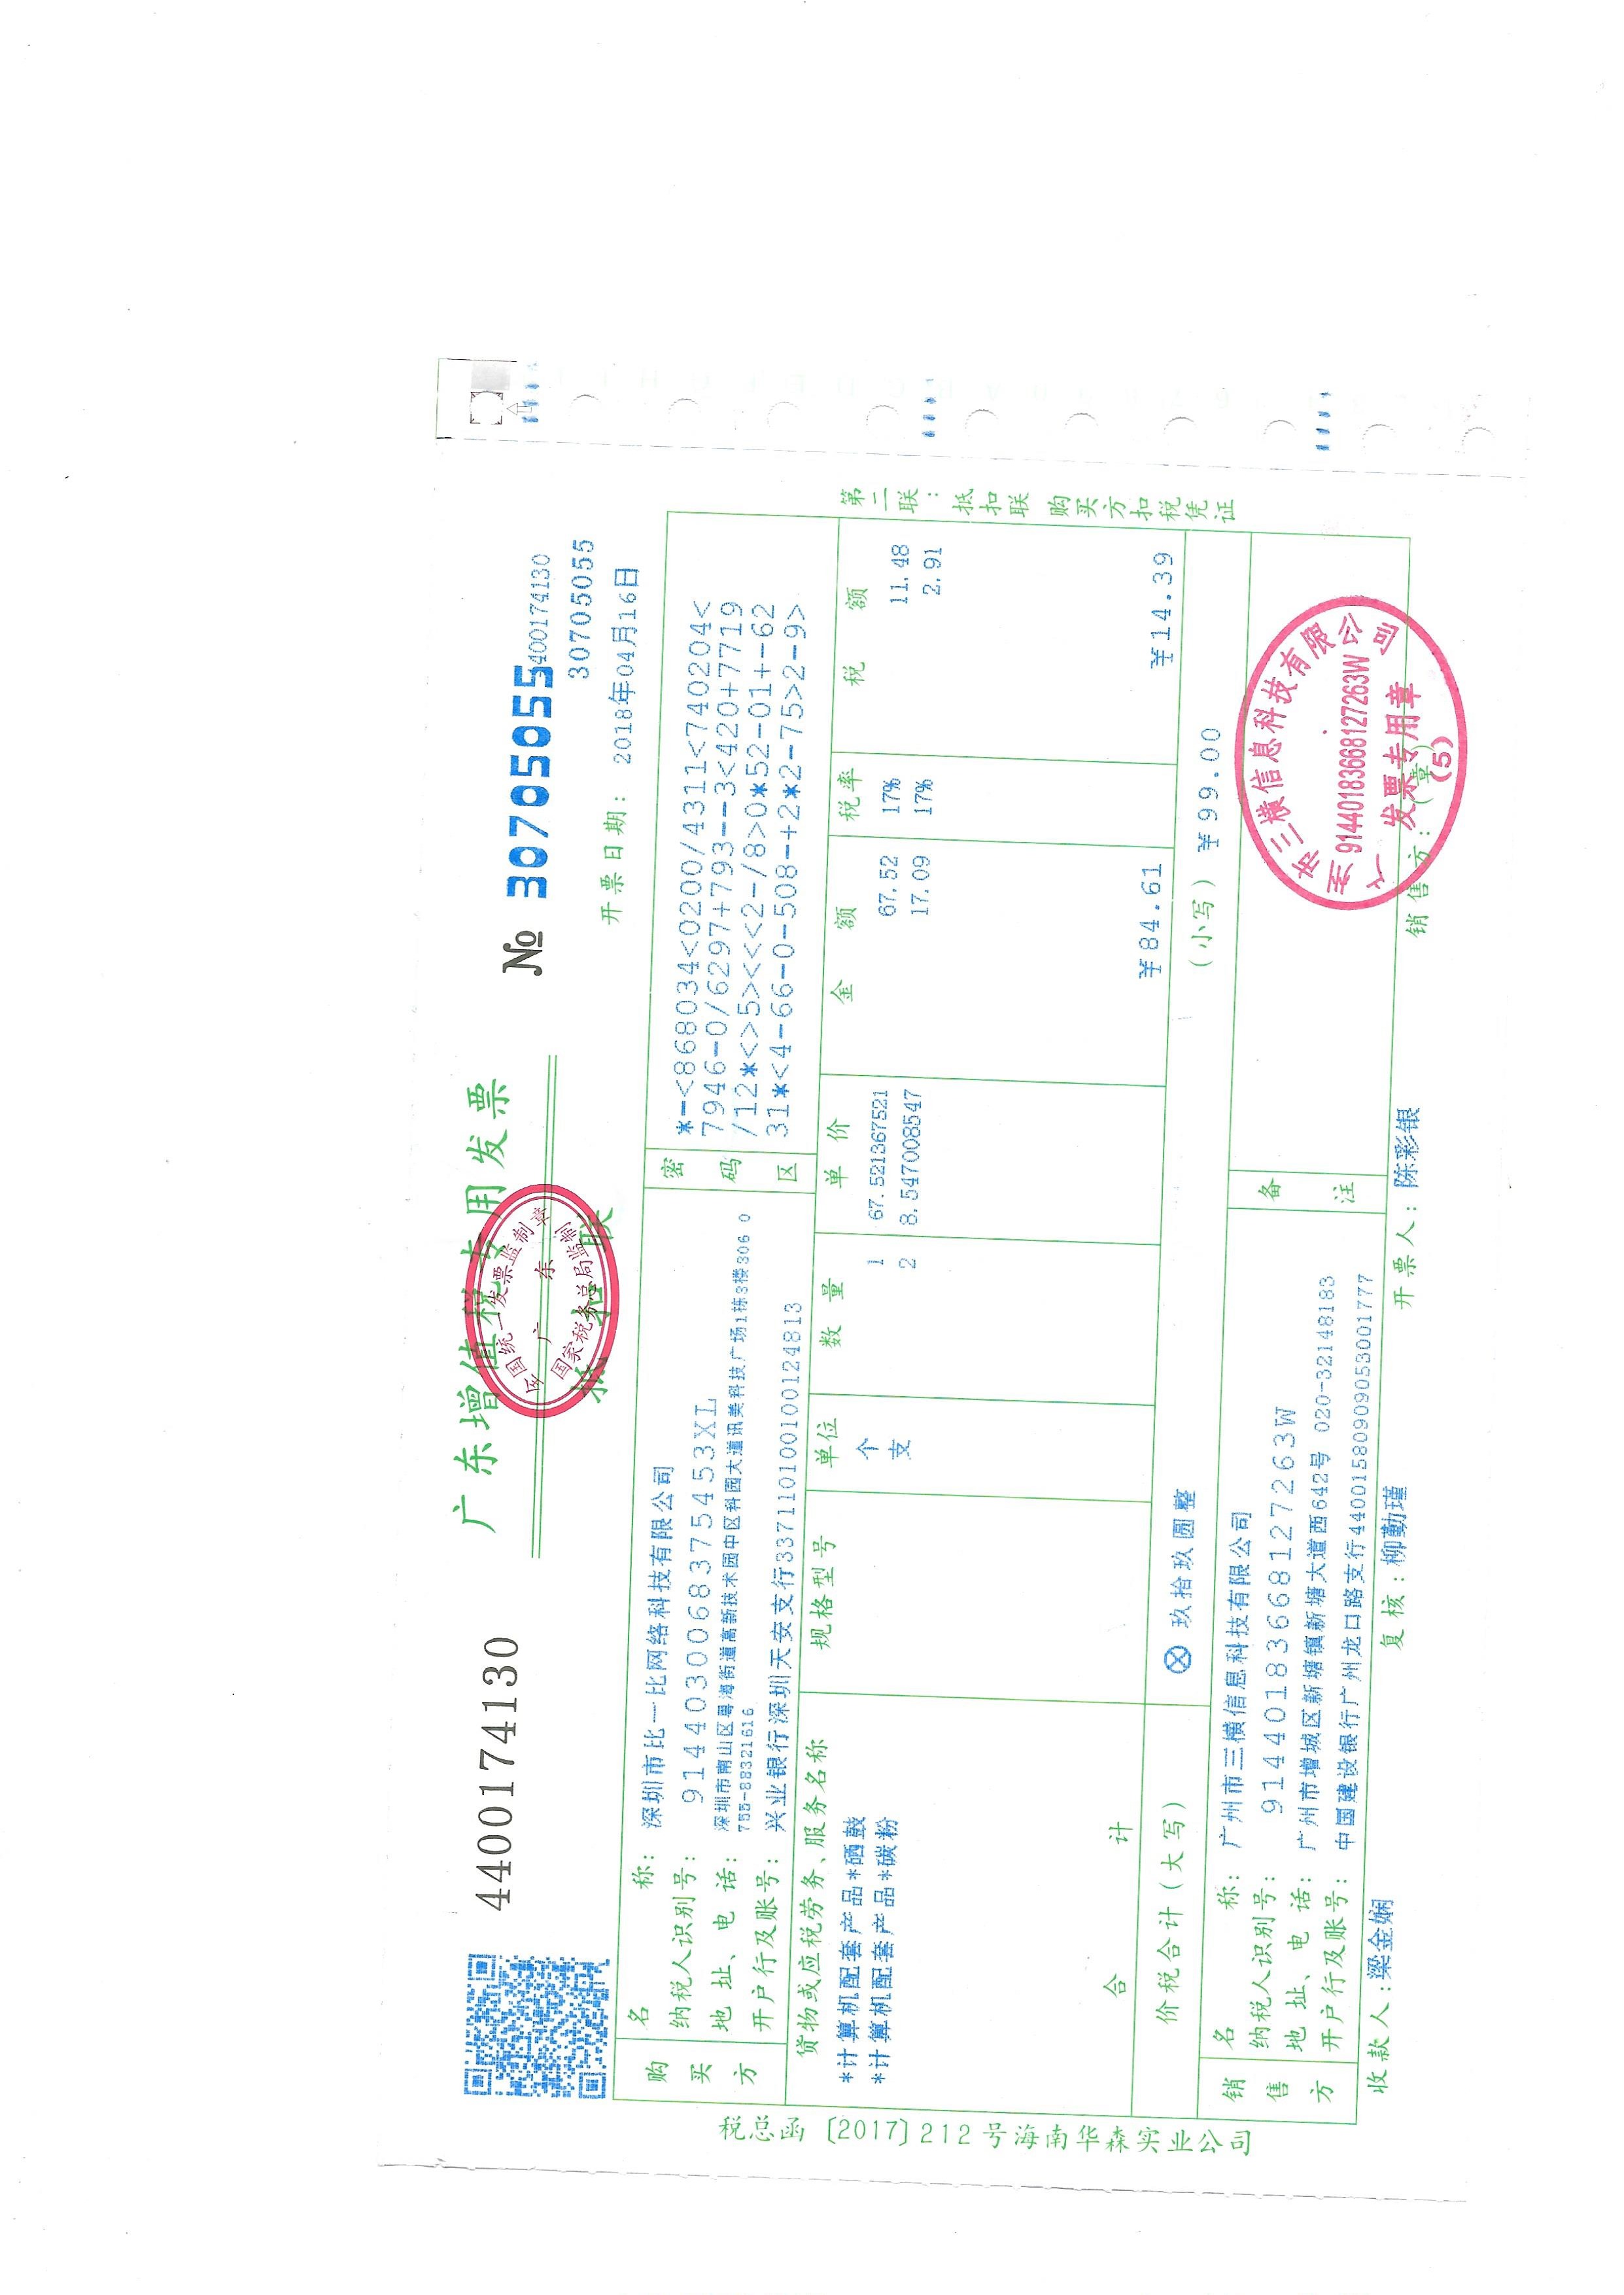 4400174130
广东增值税专用发票
抵扣联
全国统一发票监制章
广东
国家税务总局监制
№ 30705055
4400174130
30705055
开票日期： 2018年04月16日
购买方
名称： 深圳市比一比网络科技有限公司
纳税人识别号： 91440300683754​53XL
地址、电话： 深圳市南山区粤海街道高新技术园中区科园大道讯美科技广场1栋3楼306 0
755-88321616
开户行及账号： 兴业银行深圳天安支行337110100100124813
密码区
*-<868034<0200/4311<740204<
7946-0/6297+793--3<420+7719
/12*<>5><<<2-/8>0*52-01+-62
31*<4-66-0-508-+2*2-75>2-9>
货物或应税劳务、服务名称 规格型号 单位 数量 单价 金额 税率 税额
*计算机配套产品*硒鼓 个 1 67.521367521 67.52 17% 11.48
*计算机配套产品*碳粉 支 2 8.547008547 17.09 17% 2.91
合计 ￥84.61 ￥14.39
价税合计（大写） ⊗ 玖拾玖圆整 （小写） ￥99.00
销售方
名称： 广州市三横信息科技有限公司
纳税人识别号： 91440183668127263W
地址、电话： 广州市增城区新塘镇新塘大道西642号 020-32148183
开户行及账号： 中国建设银行广州龙口路支行44001580909053001777
备注
收款人：梁金娴 复核：柳勤瑾 开票人：陈彩银 销售方：（章）
广州市三横信息科技有限公司
91440183668127263W
发票专用章
(5)
第二联：抵扣联 购买方扣税凭证
税总函〔2017〕212号海南华森实业公司